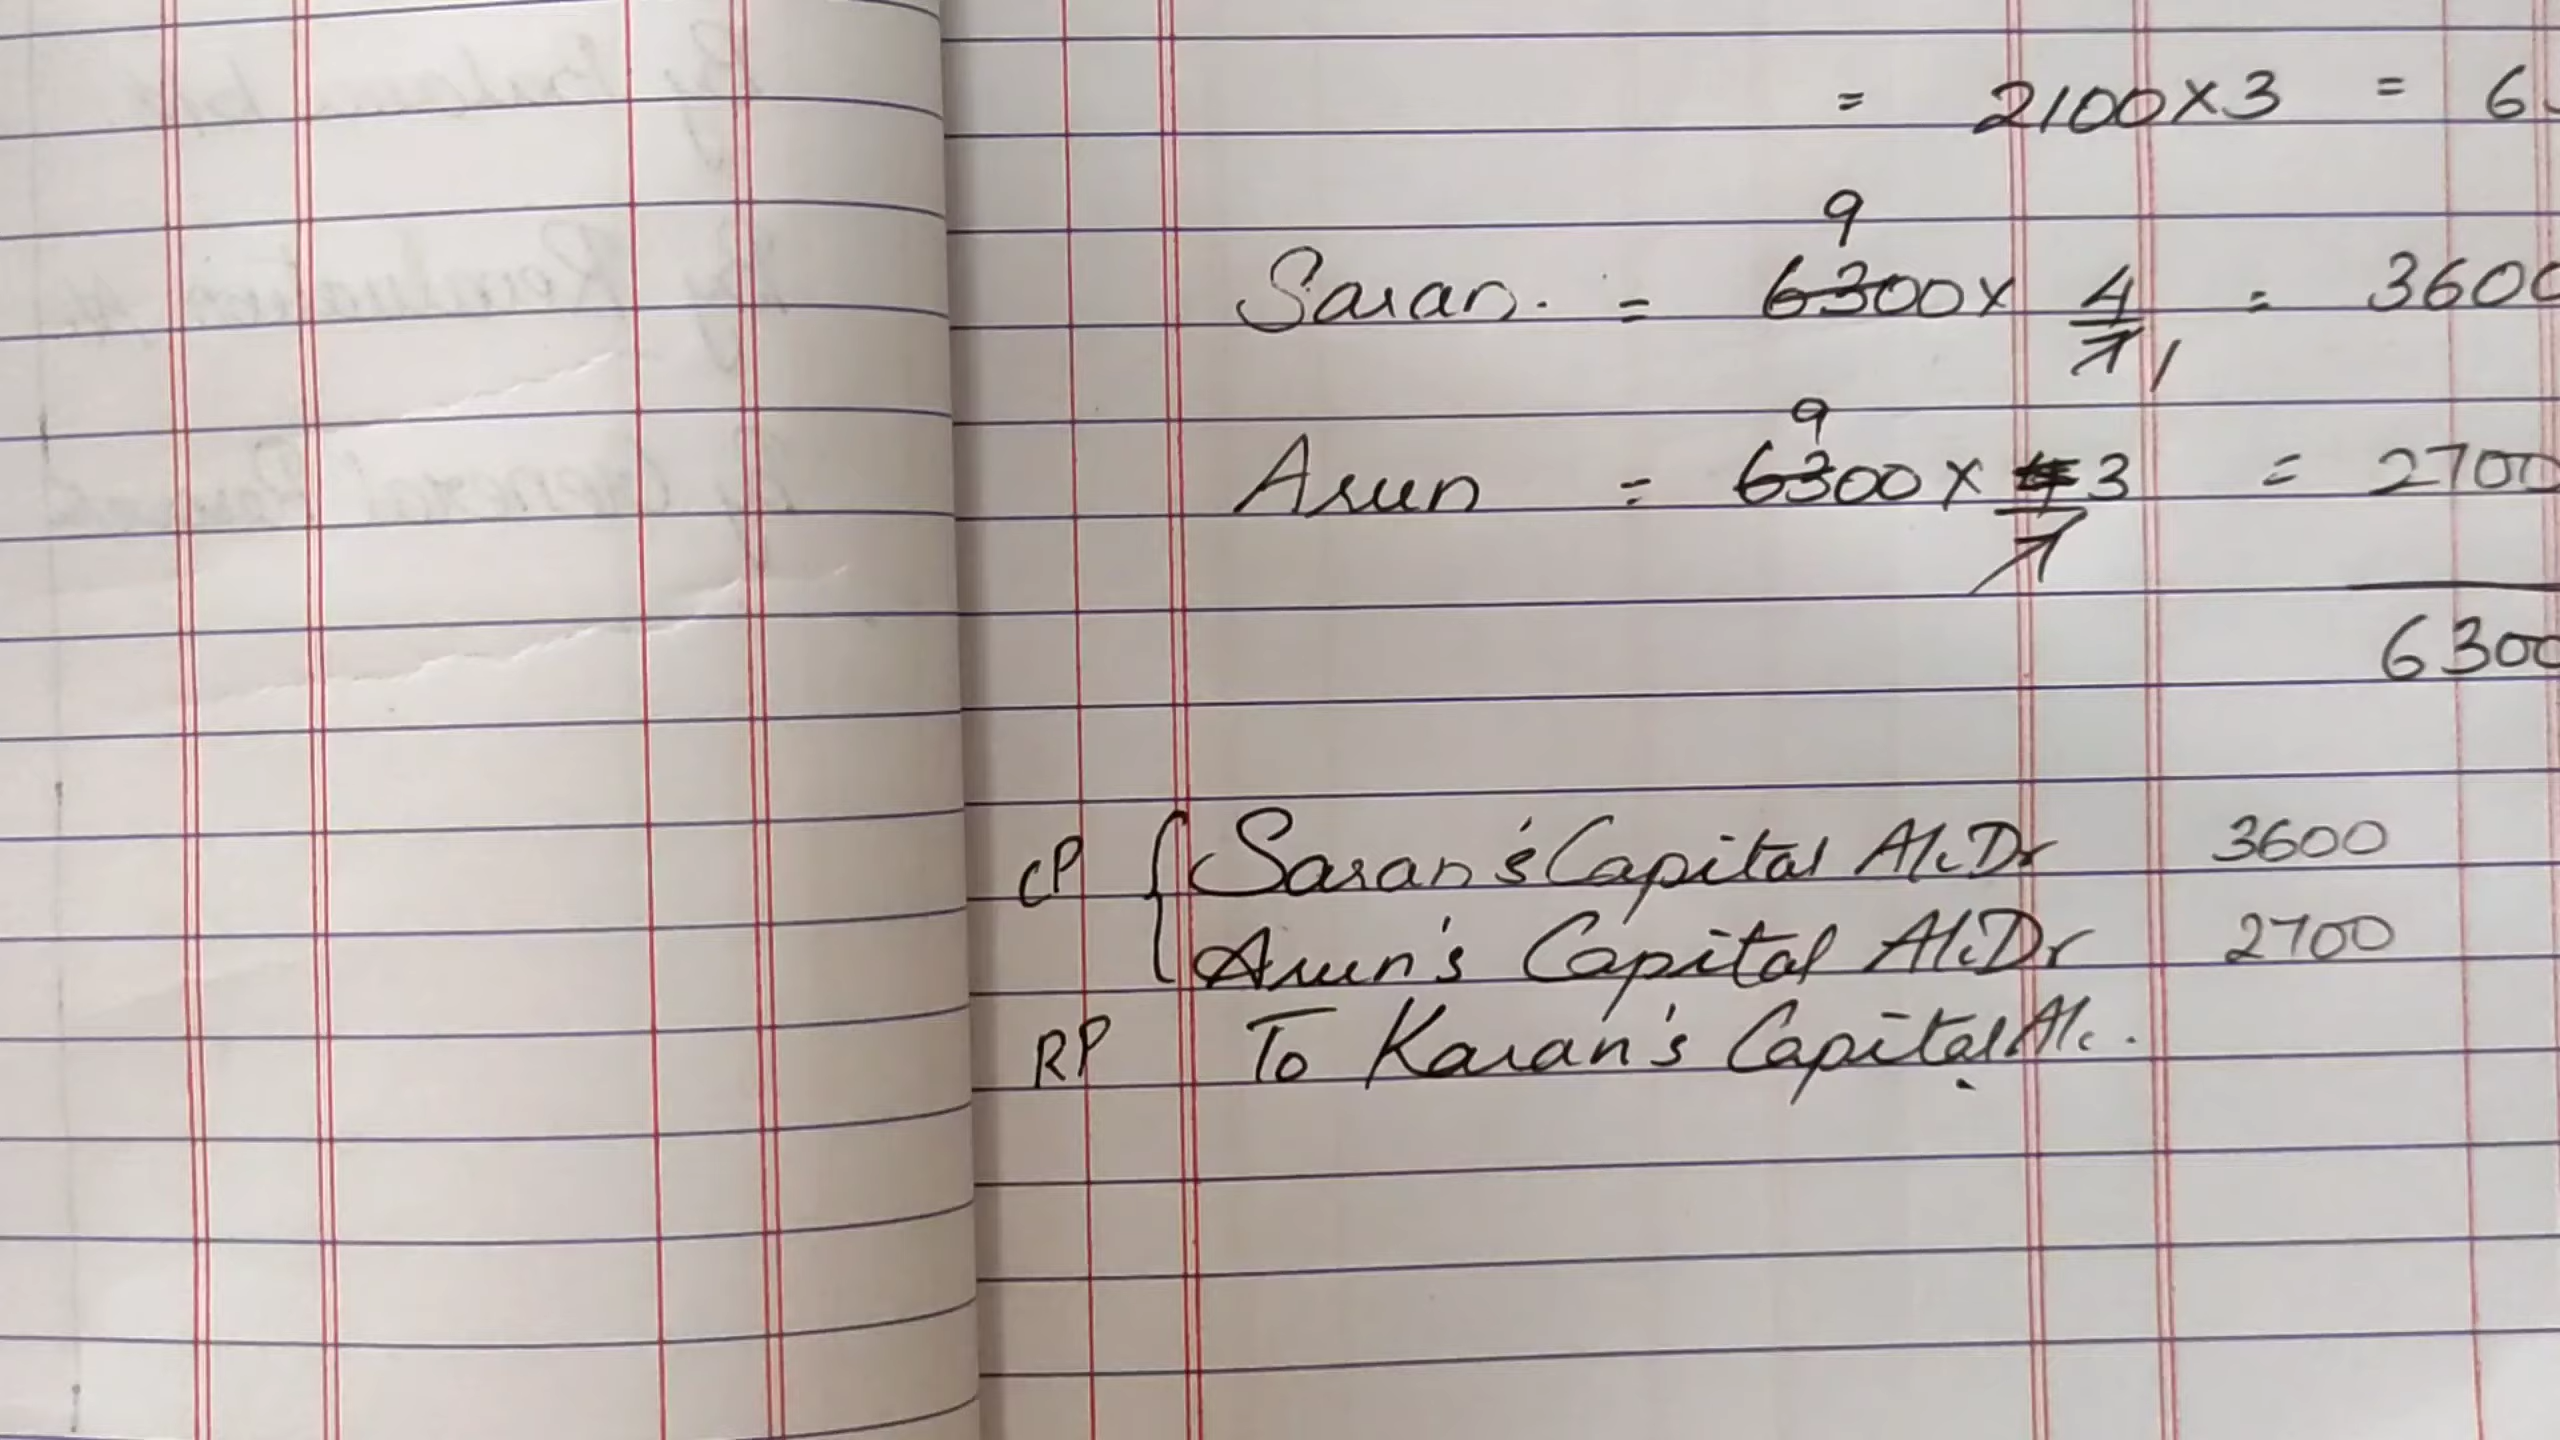 = 2100 x 3 = 6
9
Saran. = 6300 x 4/7 1 = 3600
9
Arun = 6300 x 3/7 = 2700
6300
CP { Saran's Capital A/c Dr 3600
Arun's Capital A/c Dr 2700
RP To Karan's Capital A/c.